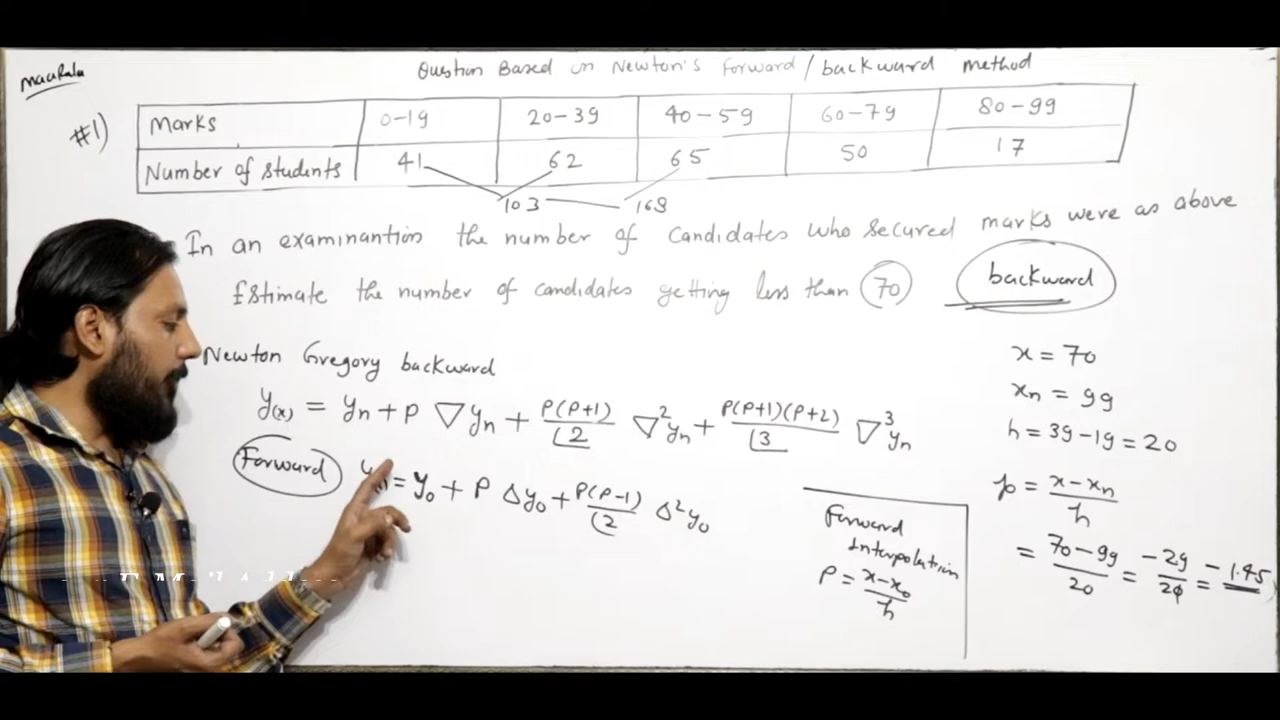 Question Based on Newton's forward/backward method
#1)
Marks 0-19 20-39 40-59 60-79 80-99
Number of students 41 62 65 50 17
103 168
In an examinantion the number of candidates who secured marks were as above
Estimate the number of candidates getting less than 70 backward
Newton Gregory backward
y(x) = yn + p ∇yn + p(p+1)/⌊2 ∇²yn + p(p+1)(p+2)/⌊3 ∇³yn
Forward
= y₀ + p Δy₀ + p(p-1)/⌊2 Δ²y₀
Forward
Interpolation
p = x-x₀/h
x = 70
xn = 99
h = 39-19 = 20
p = x-xn/h
= 70-99/20 = -29/20 = -1.45